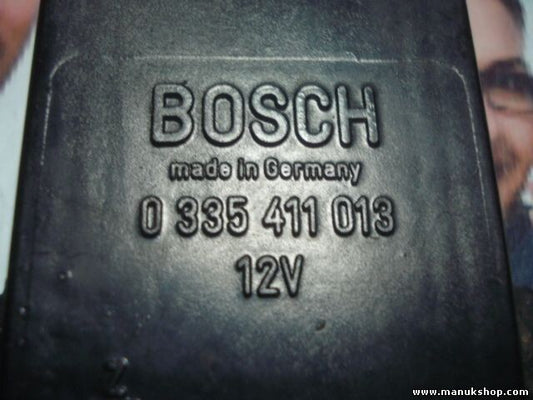 BOSCH
made in Germany
0 335 411 013
12V
www.manukshop.com